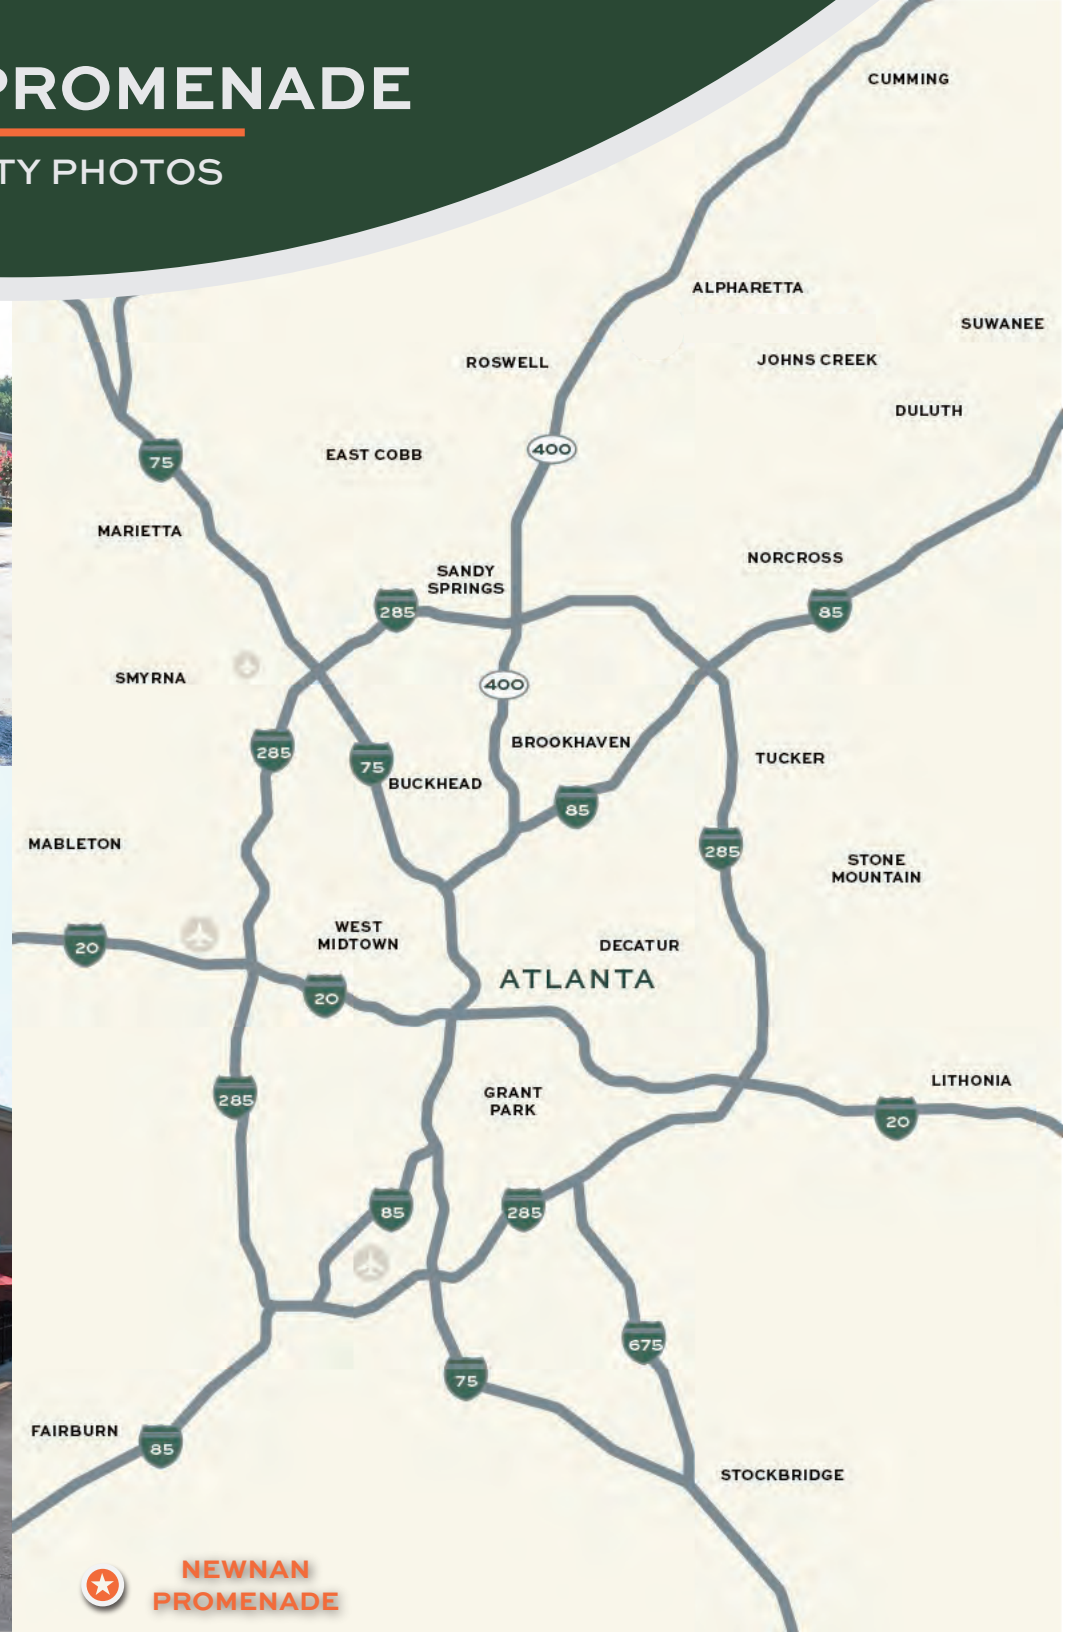 PROMENADE
TY PHOTOS
CUMMING
ALPHARETTA
SUWANEE
ROSWELL
JOHNS CREEK
DULUTH
400
EAST COBB
75
MARIETTA
NORCROSS
SANDY
SPRINGS
285
85
SMYRNA
400
BROOKHAVEN
285
75
TUCKER
BUCKHEAD
85
MABLETON
285
STONE
MOUNTAIN
WEST
MIDTOWN
20
DECATUR
ATLANTA
20
LITHONIA
285
GRANT
PARK
20
85
285
675
75
FAIRBURN
85
STOCKBRIDGE
NEWNAN
PROMENADE